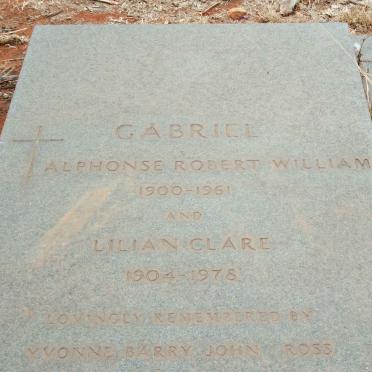 GABRIEL
ALPHONSE ROBERT WILLIAM
1900-1961
AND
LILIAN CLARE
1904-1978
LOVINGLY REMEMBERED BY
YVONNE BARRY JOHN ROSS